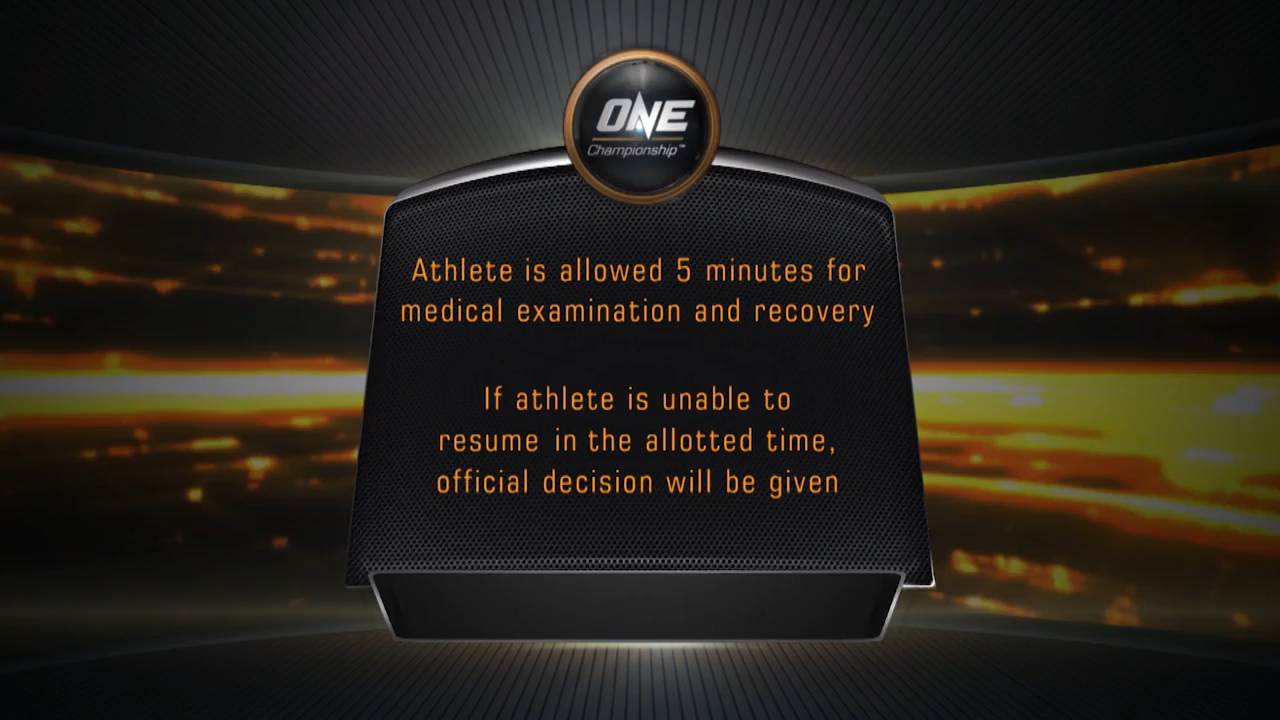 ONE
Championship™
Athlete is allowed 5 minutes for
medical examination and recovery
If athlete is unable to
resume in the allotted time,
official decision will be given